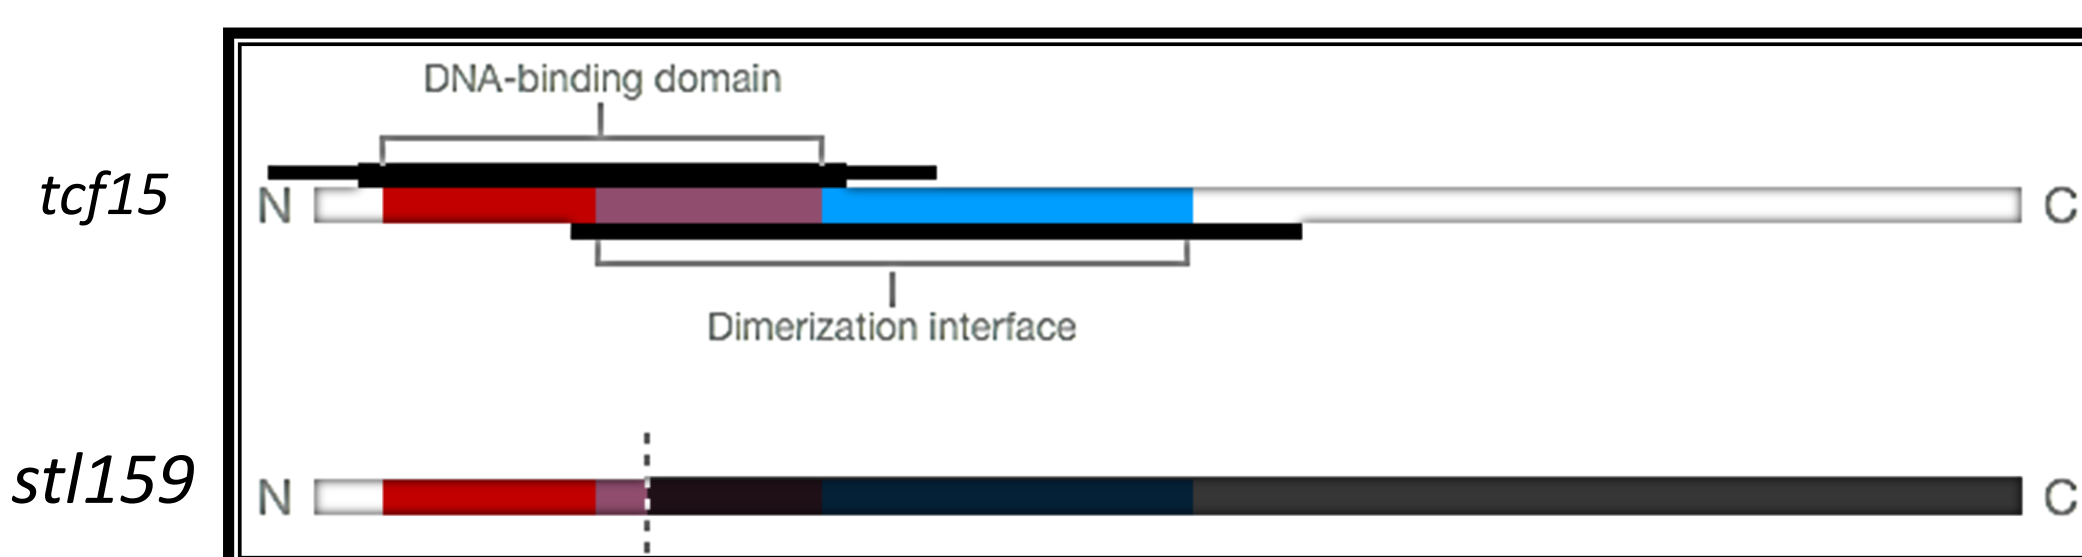 DNA-binding domain
tcf15
N
C
Dimerization interface
stl159
N
C